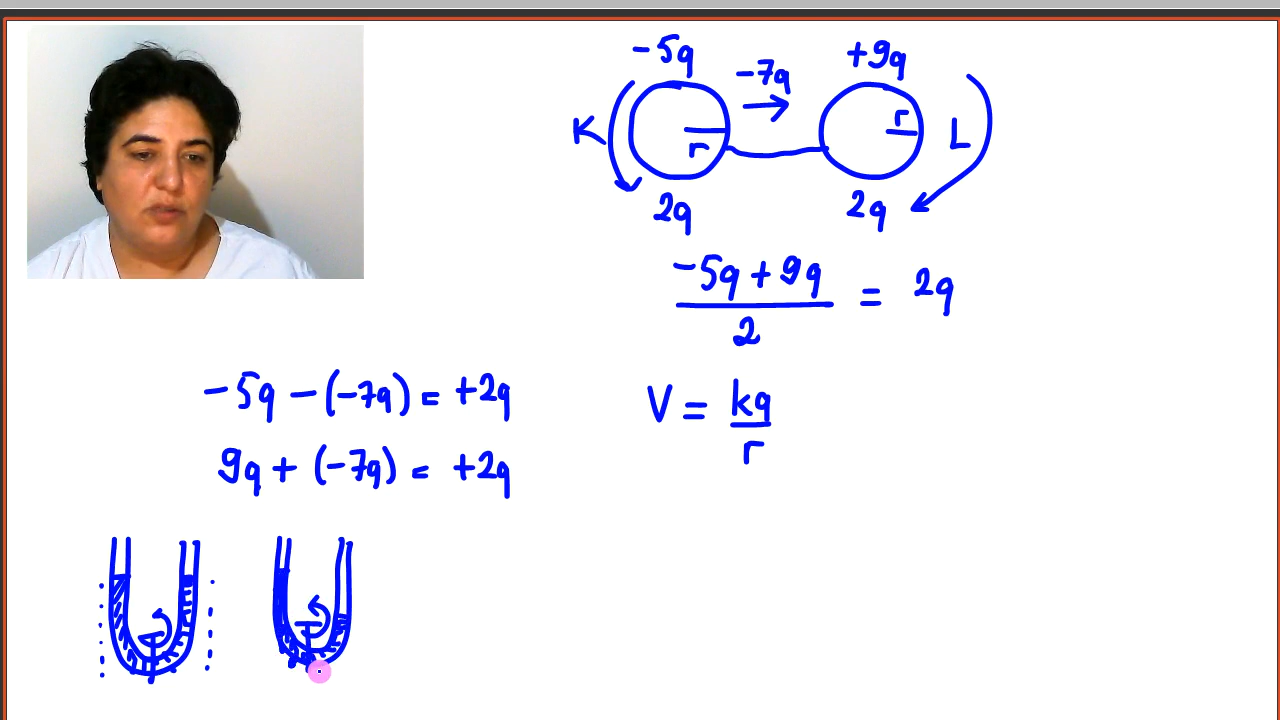 -5q +9q
-7q
K r r L
2q 2q
-5q + 9q
2
= 2q
-5q - (-7q) = +2q
9q + (-7q) = +2q
V = kq
r